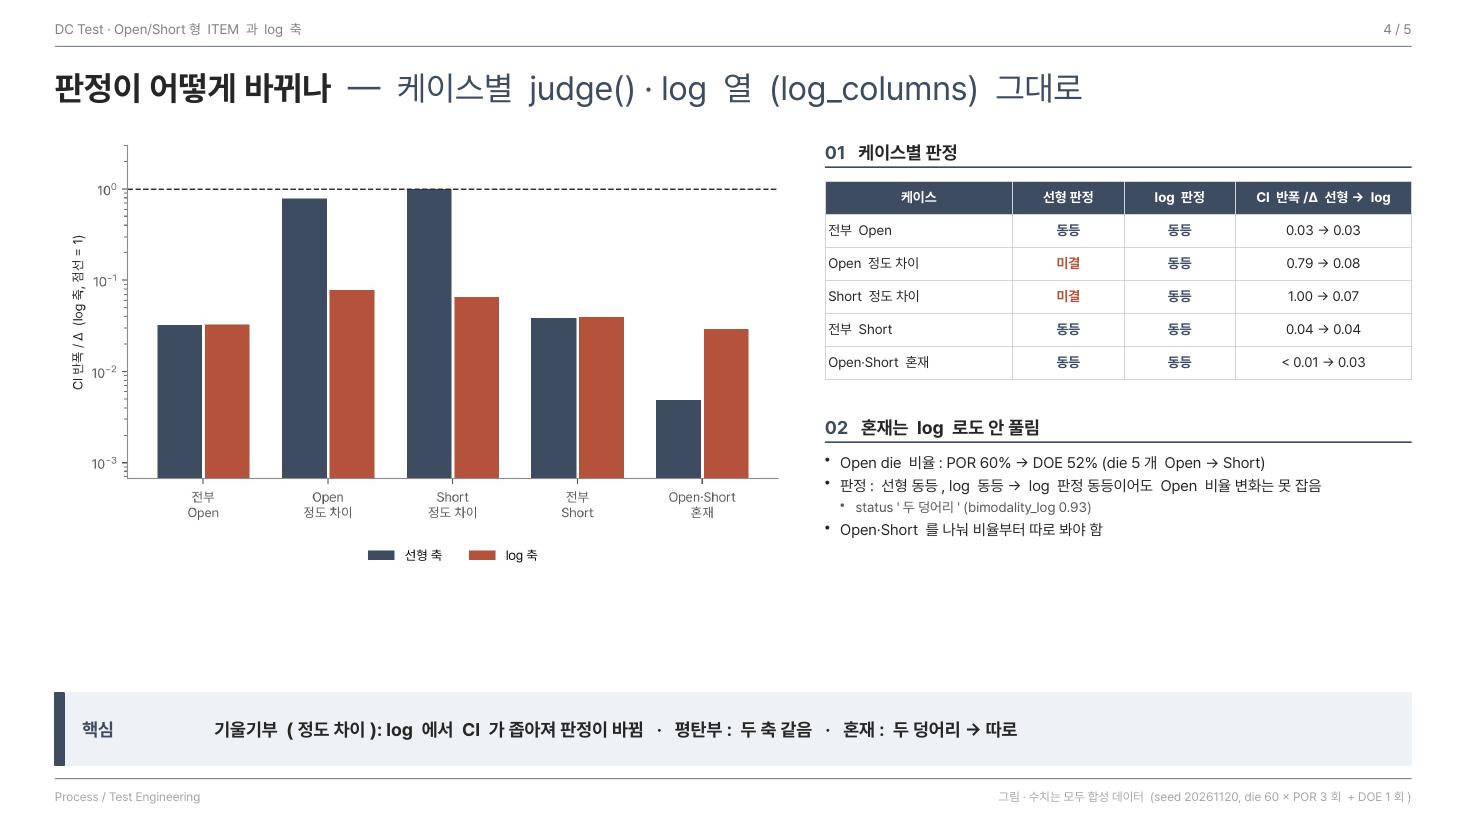 DC Test · Open/Short 형 ITEM 과 log 축
4 / 5
판정이 어떻게 바뀌나 — 케이스별 judge() · log 열 (log_columns) 그대로
CI 반폭 / Δ (log 축, 점선 = 1)
10⁰
10⁻¹
10⁻²
10⁻³
전부
Open
Open
정도 차이
Short
정도 차이
전부
Short
Open·Short
혼재
선형 축
log 축
01 케이스별 판정
케이스 선형 판정 log 판정 CI 반폭 /Δ 선형 → log
전부 Open 동등 동등 0.03 → 0.03
Open 정도 차이 미결 동등 0.79 → 0.08
Short 정도 차이 미결 동등 1.00 → 0.07
전부 Short 동등 동등 0.04 → 0.04
Open·Short 혼재 동등 동등 < 0.01 → 0.03
02 혼재는 log 로도 안 풀림
• Open die 비율 : POR 60% → DOE 52% (die 5 개 Open → Short)
• 판정 : 선형 동등 , log 동등 → log 판정 동등이어도 Open 비율 변화는 못 잡음
• status ' 두 덩어리 ' (bimodality_log 0.93)
• Open·Short 를 나눠 비율부터 따로 봐야 함
핵심
기울기부 ( 정도 차이 ): log 에서 CI 가 좁아져 판정이 바뀜 · 평탄부 : 두 축 같음 · 혼재 : 두 덩어리 → 따로
Process / Test Engineering
그림 · 수치는 모두 합성 데이터 (seed 20261120, die 60 × POR 3 회 + DOE 1 회 )